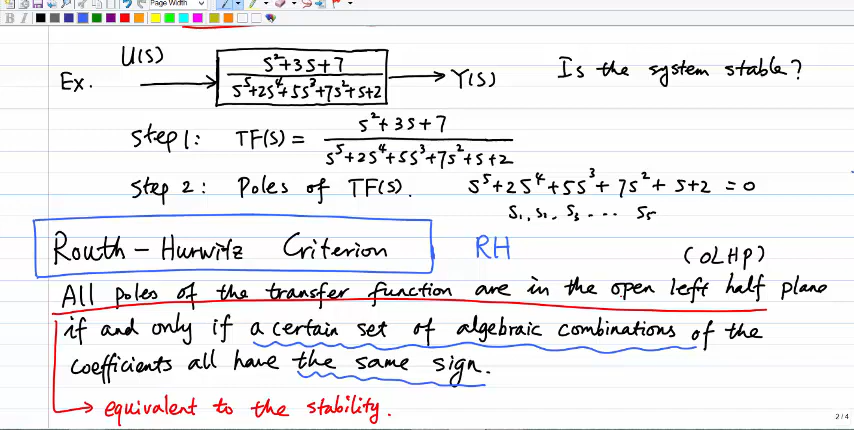 Page Width
B I
U(S)
Ex.
S²+3S+7
S⁵+2S⁴+5S³+7S²+S+2
Y(S)
Is the system stable?
Step 1: TF(S) = S²+3S+7
S⁵+2S⁴+5S³+7S²+S+2
Step 2: Poles of TF(S). S⁵+2S⁴+5S³+7S²+S+2 =0
S₁, S₂, S₃ ... S₅
Routh-Hurwitz Criterion RH
(OLHP)
All poles of the transfer function are in the open left half plane
if and only if a certain set of algebraic combinations of the
coefficients all have the same sign.
→ equivalent to the stability.
2/4